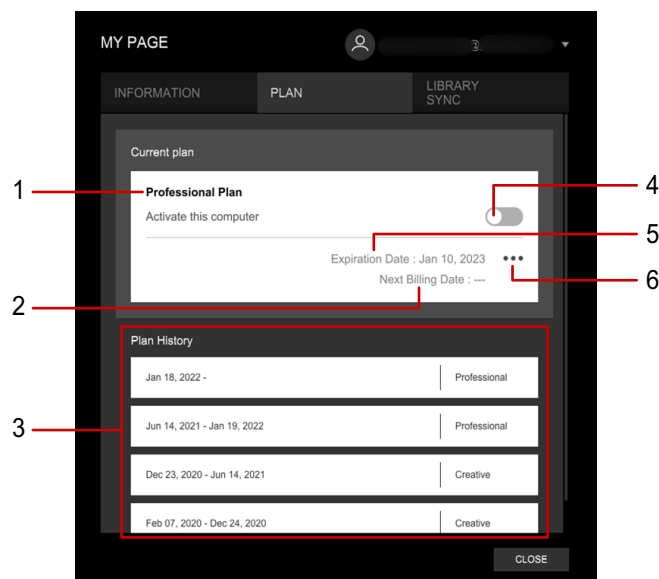 MY PAGE
INFORMATION
PLAN
LIBRARY
SYNC
Current plan
1
Professional Plan
4
Activate this computer
5
Expiration Date : Jan 10, 2023
6
Next Billing Date : ---
2
Plan History
Jan 18, 2022 -
Professional
3
Jun 14, 2021 - Jan 19, 2022
Professional
Dec 23, 2020 - Jun 14, 2021
Creative
Feb 07, 2020 - Dec 24, 2020
Creative
CLOSE